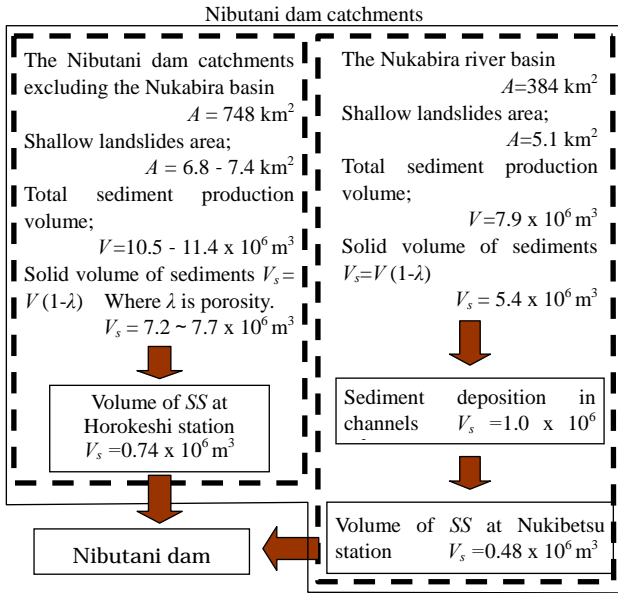 Nibutani dam catchments
The Nibutani dam catchments
excluding the Nukabira basin
A = 748 km²
Shallow landslides area;
A = 6.8 - 7.4 km²
Total sediment production
volume;
V=10.5 - 11.4 x 10⁶ m³
Solid volume of sediments Vₛ =
V (1-λ) Where λ is porosity.
Vₛ = 7.2 ~ 7.7 x 10⁶ m³
Volume of SS at
Horokeshi station
Vₛ =0.74 x 10⁶ m³
Nibutani dam
The Nukabira river basin
A=384 km²
Shallow landslides area;
A=5.1 km²
Total sediment production
volume;
V=7.9 x 10⁶ m³
Solid volume of sediments
Vₛ=V (1-λ)
Vₛ = 5.4 x 10⁶ m³
Sediment deposition in
channels Vₛ =1.0 x 10⁶
Volume of SS at Nukibetsu
station Vₛ =0.48 x 10⁶ m³